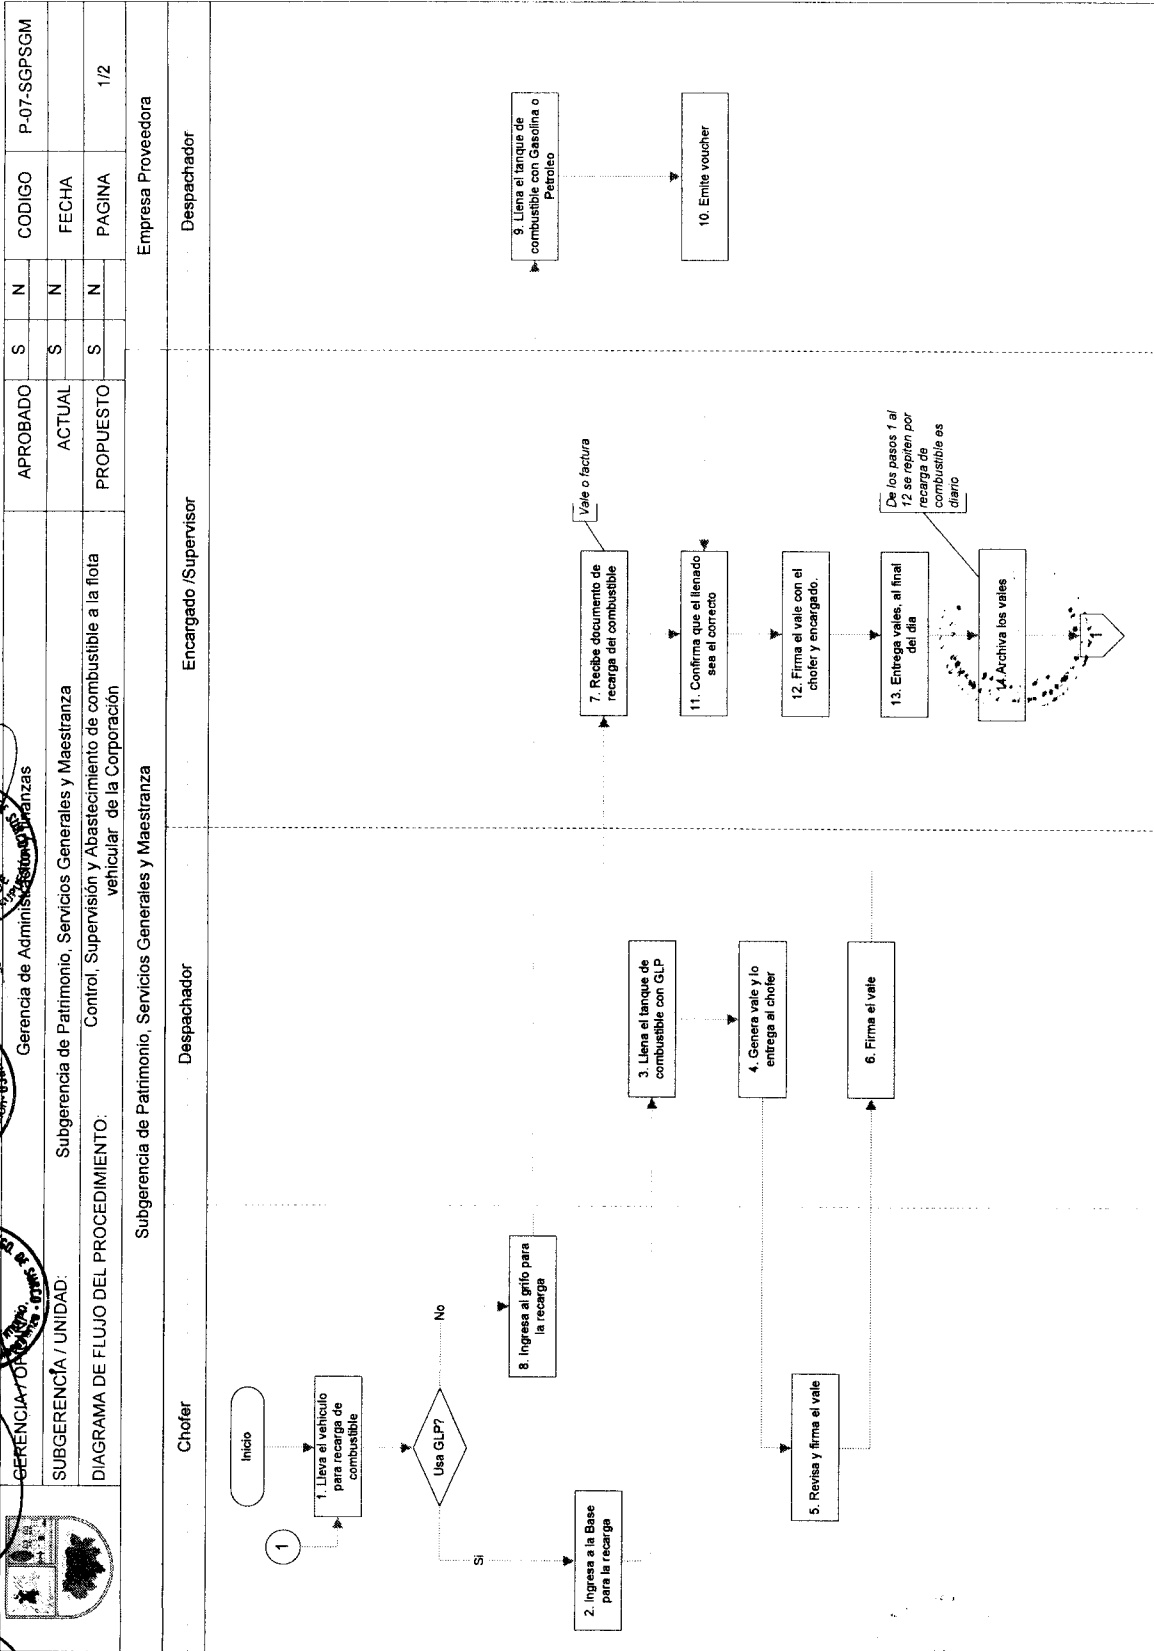 GERENCIA / OFICINA:
Gerencia de Administración y Finanzas
APROBADO S N
CODIGO P-07-SGPSGM
SUBGERENCIA / UNIDAD:
Subgerencia de Patrimonio, Servicios Generales y Maestranza
ACTUAL S N
FECHA
DIAGRAMA DE FLUJO DEL PROCEDIMIENTO:
Control, Supervisión y Abastecimiento de combustible a la flota
vehicular de la Corporación
PROPUESTO S N
PAGINA 1/2
Subgerencia de Patrimonio, Servicios Generales y Maestranza
Empresa Proveedora
Chofer
Despachador
Encargado /Supervisor
Despachador
Inicio
1
1. Lleva el vehiculo
para recarga de
combustible
Usa GLP?
Si
No
2. Ingresa a la Base
para la recarga
8. Ingresa al grifo para
la recarga
3. Llena el tanque de
combustible con GLP
4. Genera vale y lo
entrega al chofer
5. Revisa y firma el vale
6. Firma el vale
Vale o factura
7. Recibe documento de
recarga del combustible
9. Llena el tanque de
combustible con Gasolina o
Petroleo
10. Emite voucher
11. Confirma que el llenado
sea el correcto
12. Firma el vale con el
chofer y encargado.
13. Entrega vales, al final
del dia
De los pasos 1 al
12 se repiten por
recarga de
combustible es
diario
14. Archiva los vales
1